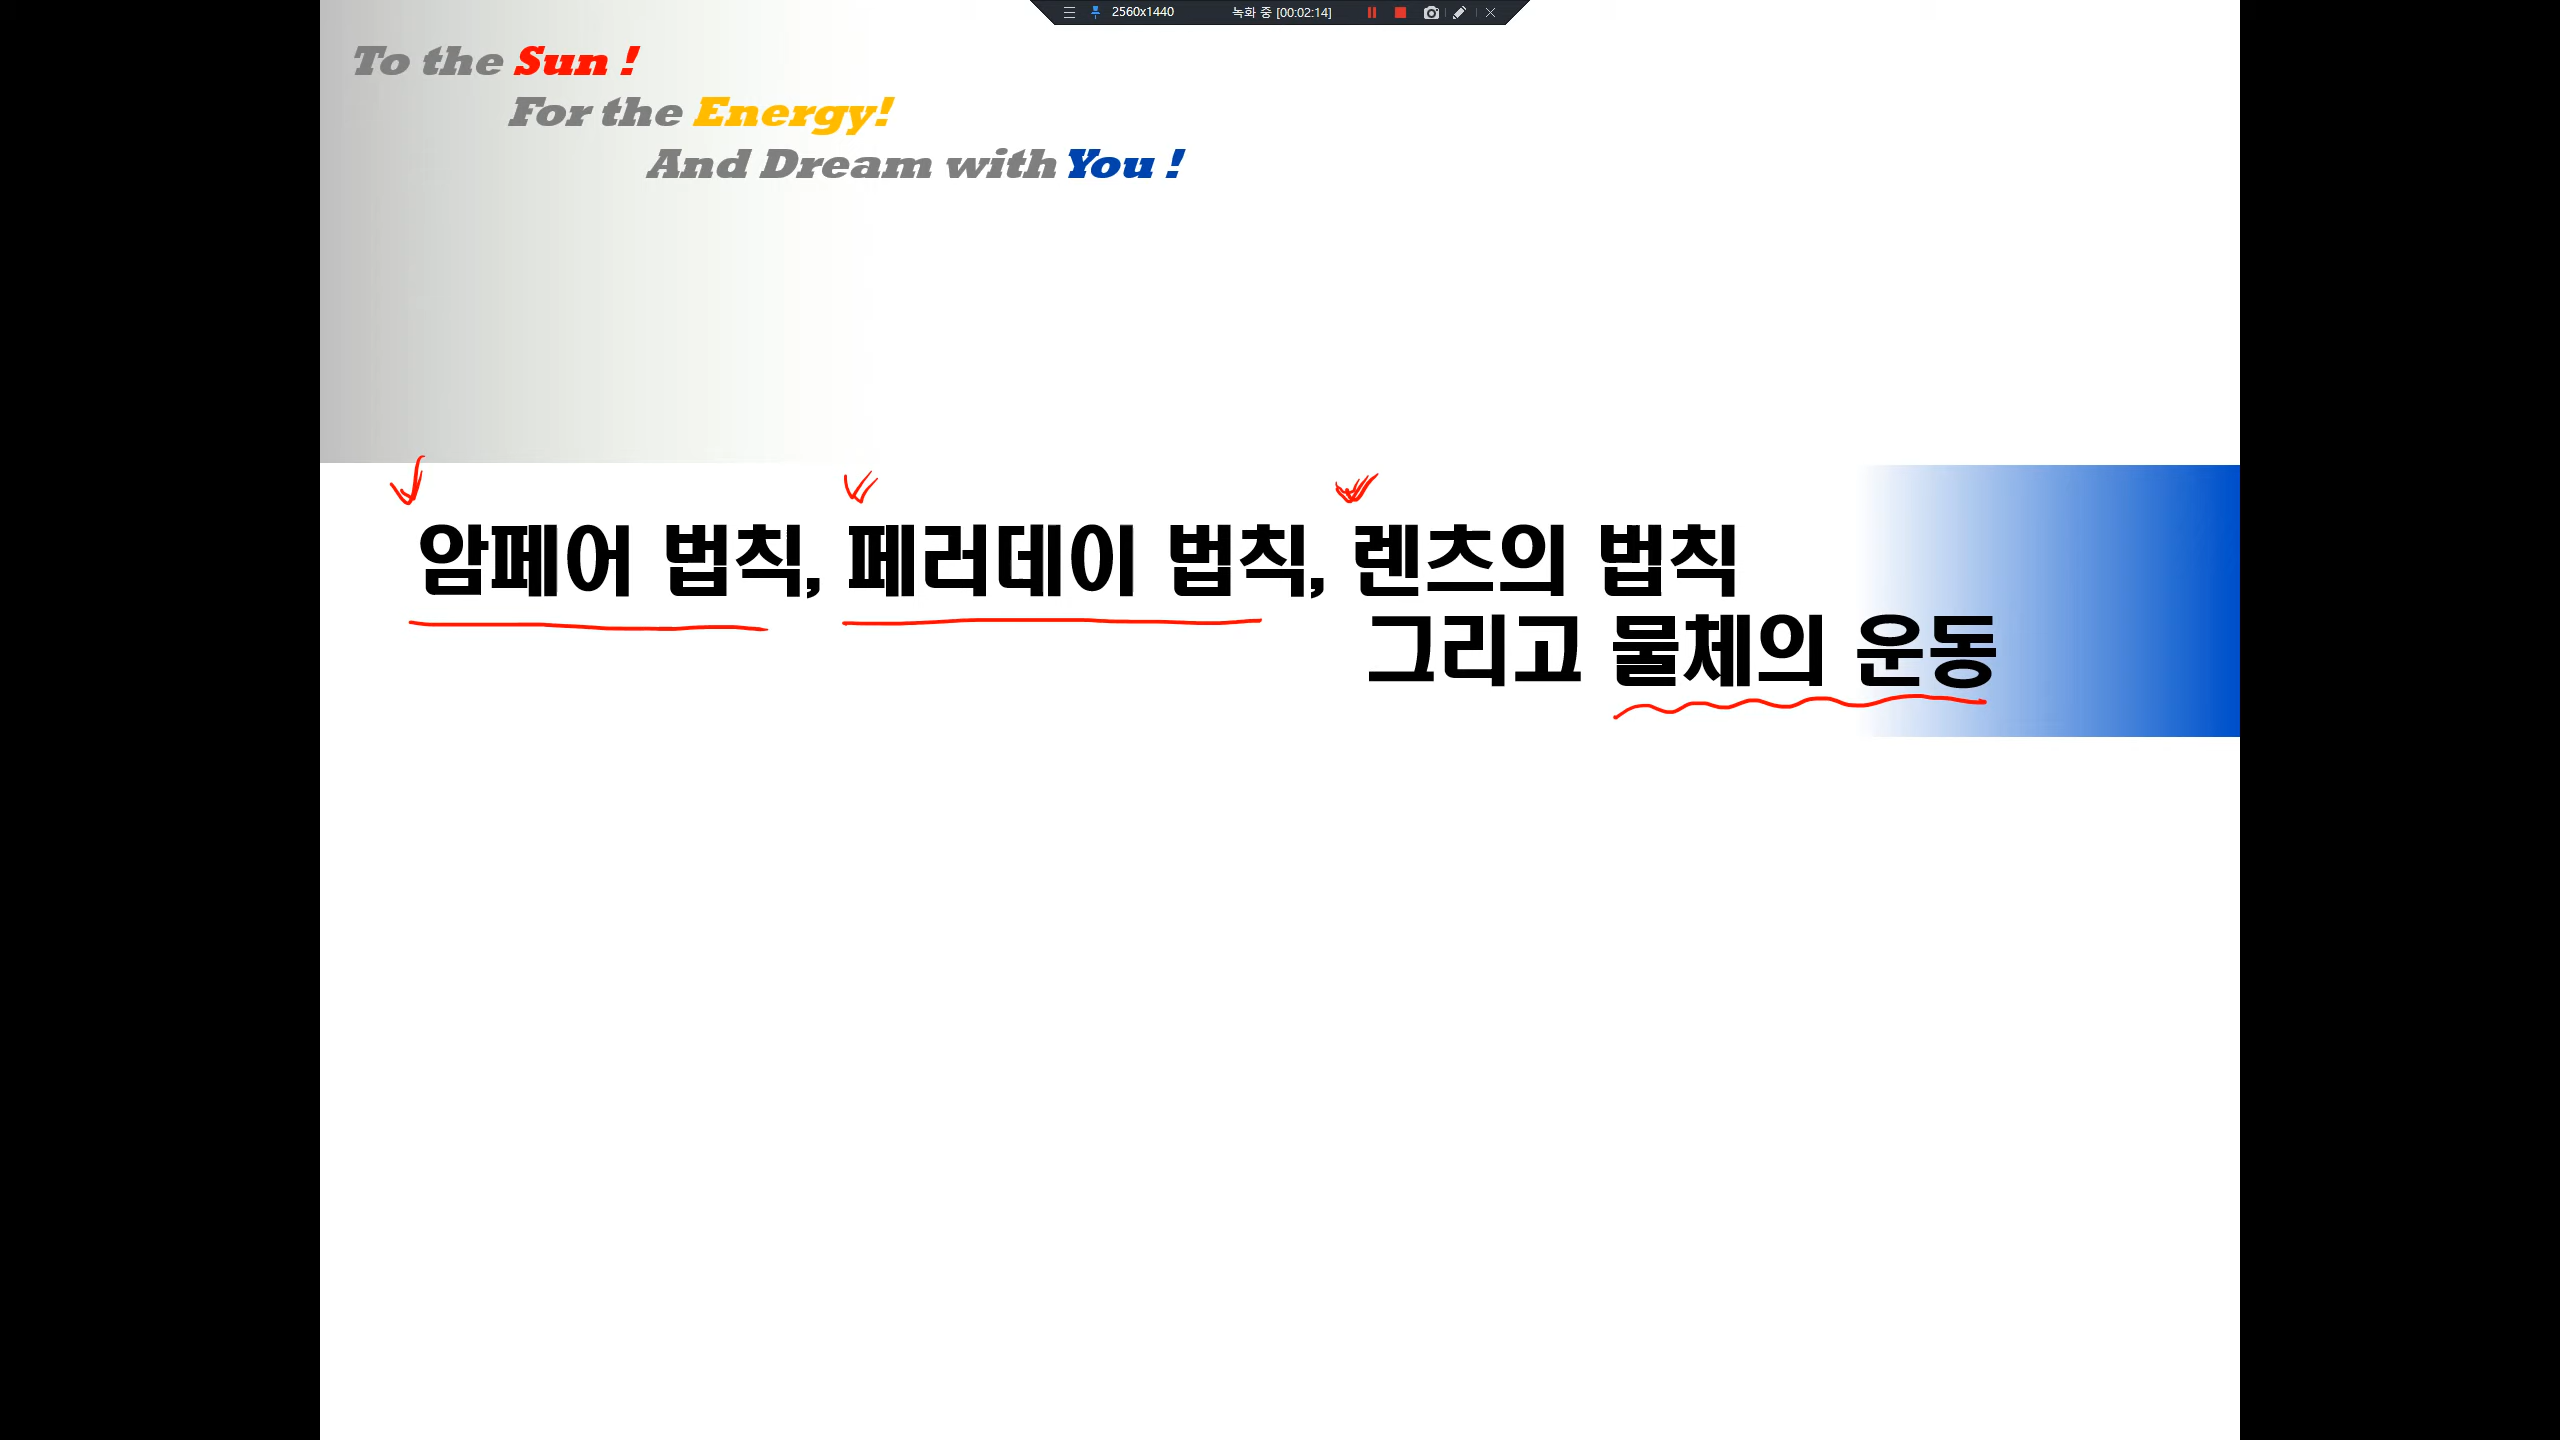 2560x1440 녹화 중 [00:02:14]
To the Sun !
For the Energy!
And Dream with You !
암페어 법칙, 페러데이 법칙, 렌츠의 법칙
그리고 물체의 운동